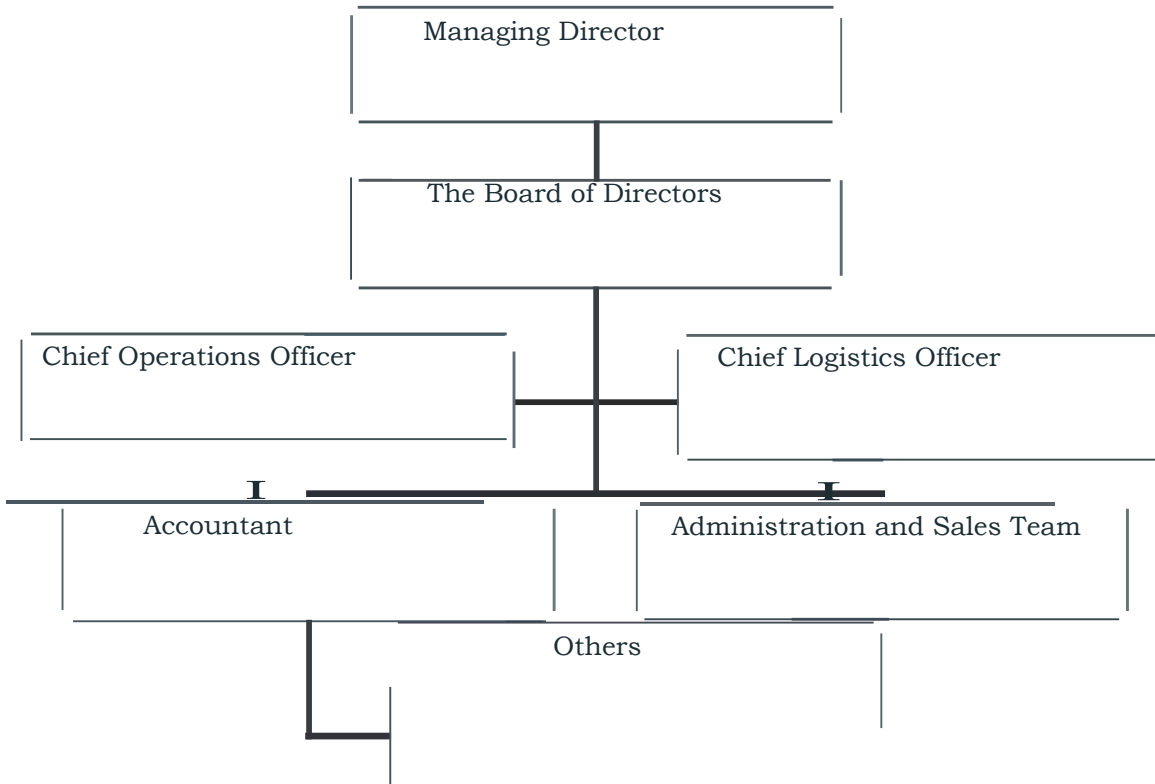 Managing Director
The Board of Directors
Chief Operations Officer
Chief Logistics Officer
I
I
Accountant
Administration and Sales Team
Others